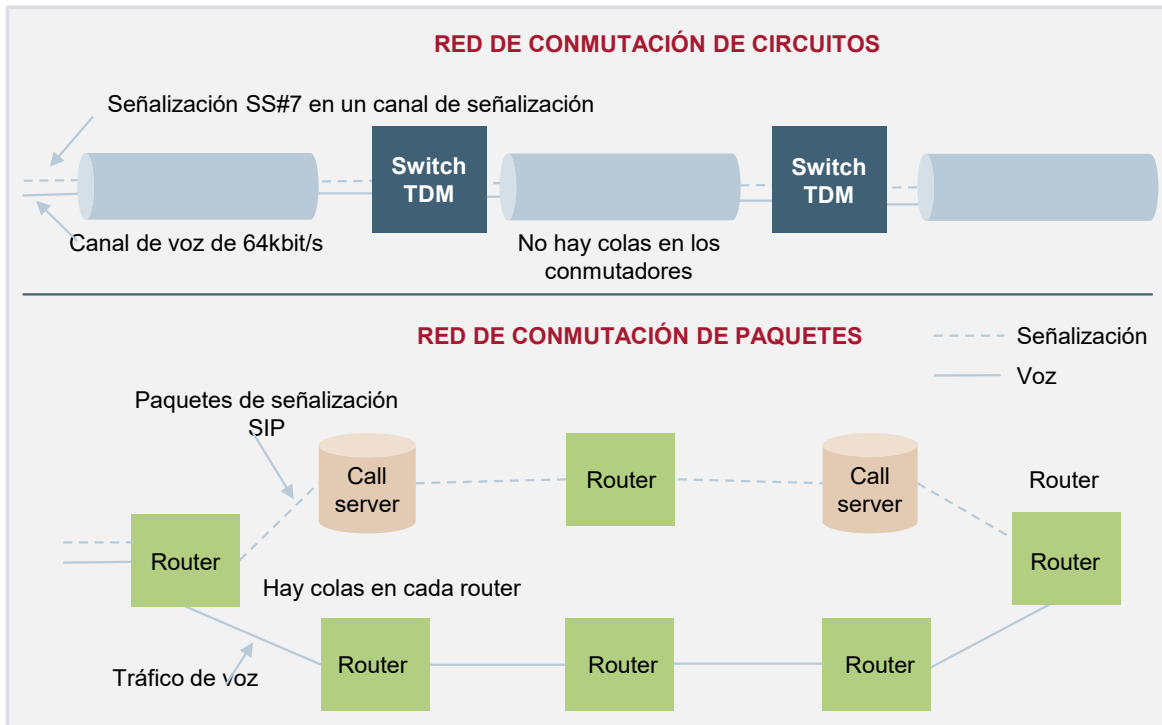 RED DE CONMUTACIÓN DE CIRCUITOS
Señalización SS#7 en un canal de señalización
Switch
TDM
Switch
TDM
Canal de voz de 64kbit/s
No hay colas en los
conmutadores
RED DE CONMUTACIÓN DE PAQUETES
Señalización
Voz
Paquetes de señalización
SIP
Call
server
Router
Call
server
Router
Router
Router
Hay colas en cada router
Router
Router
Router
Tráfico de voz